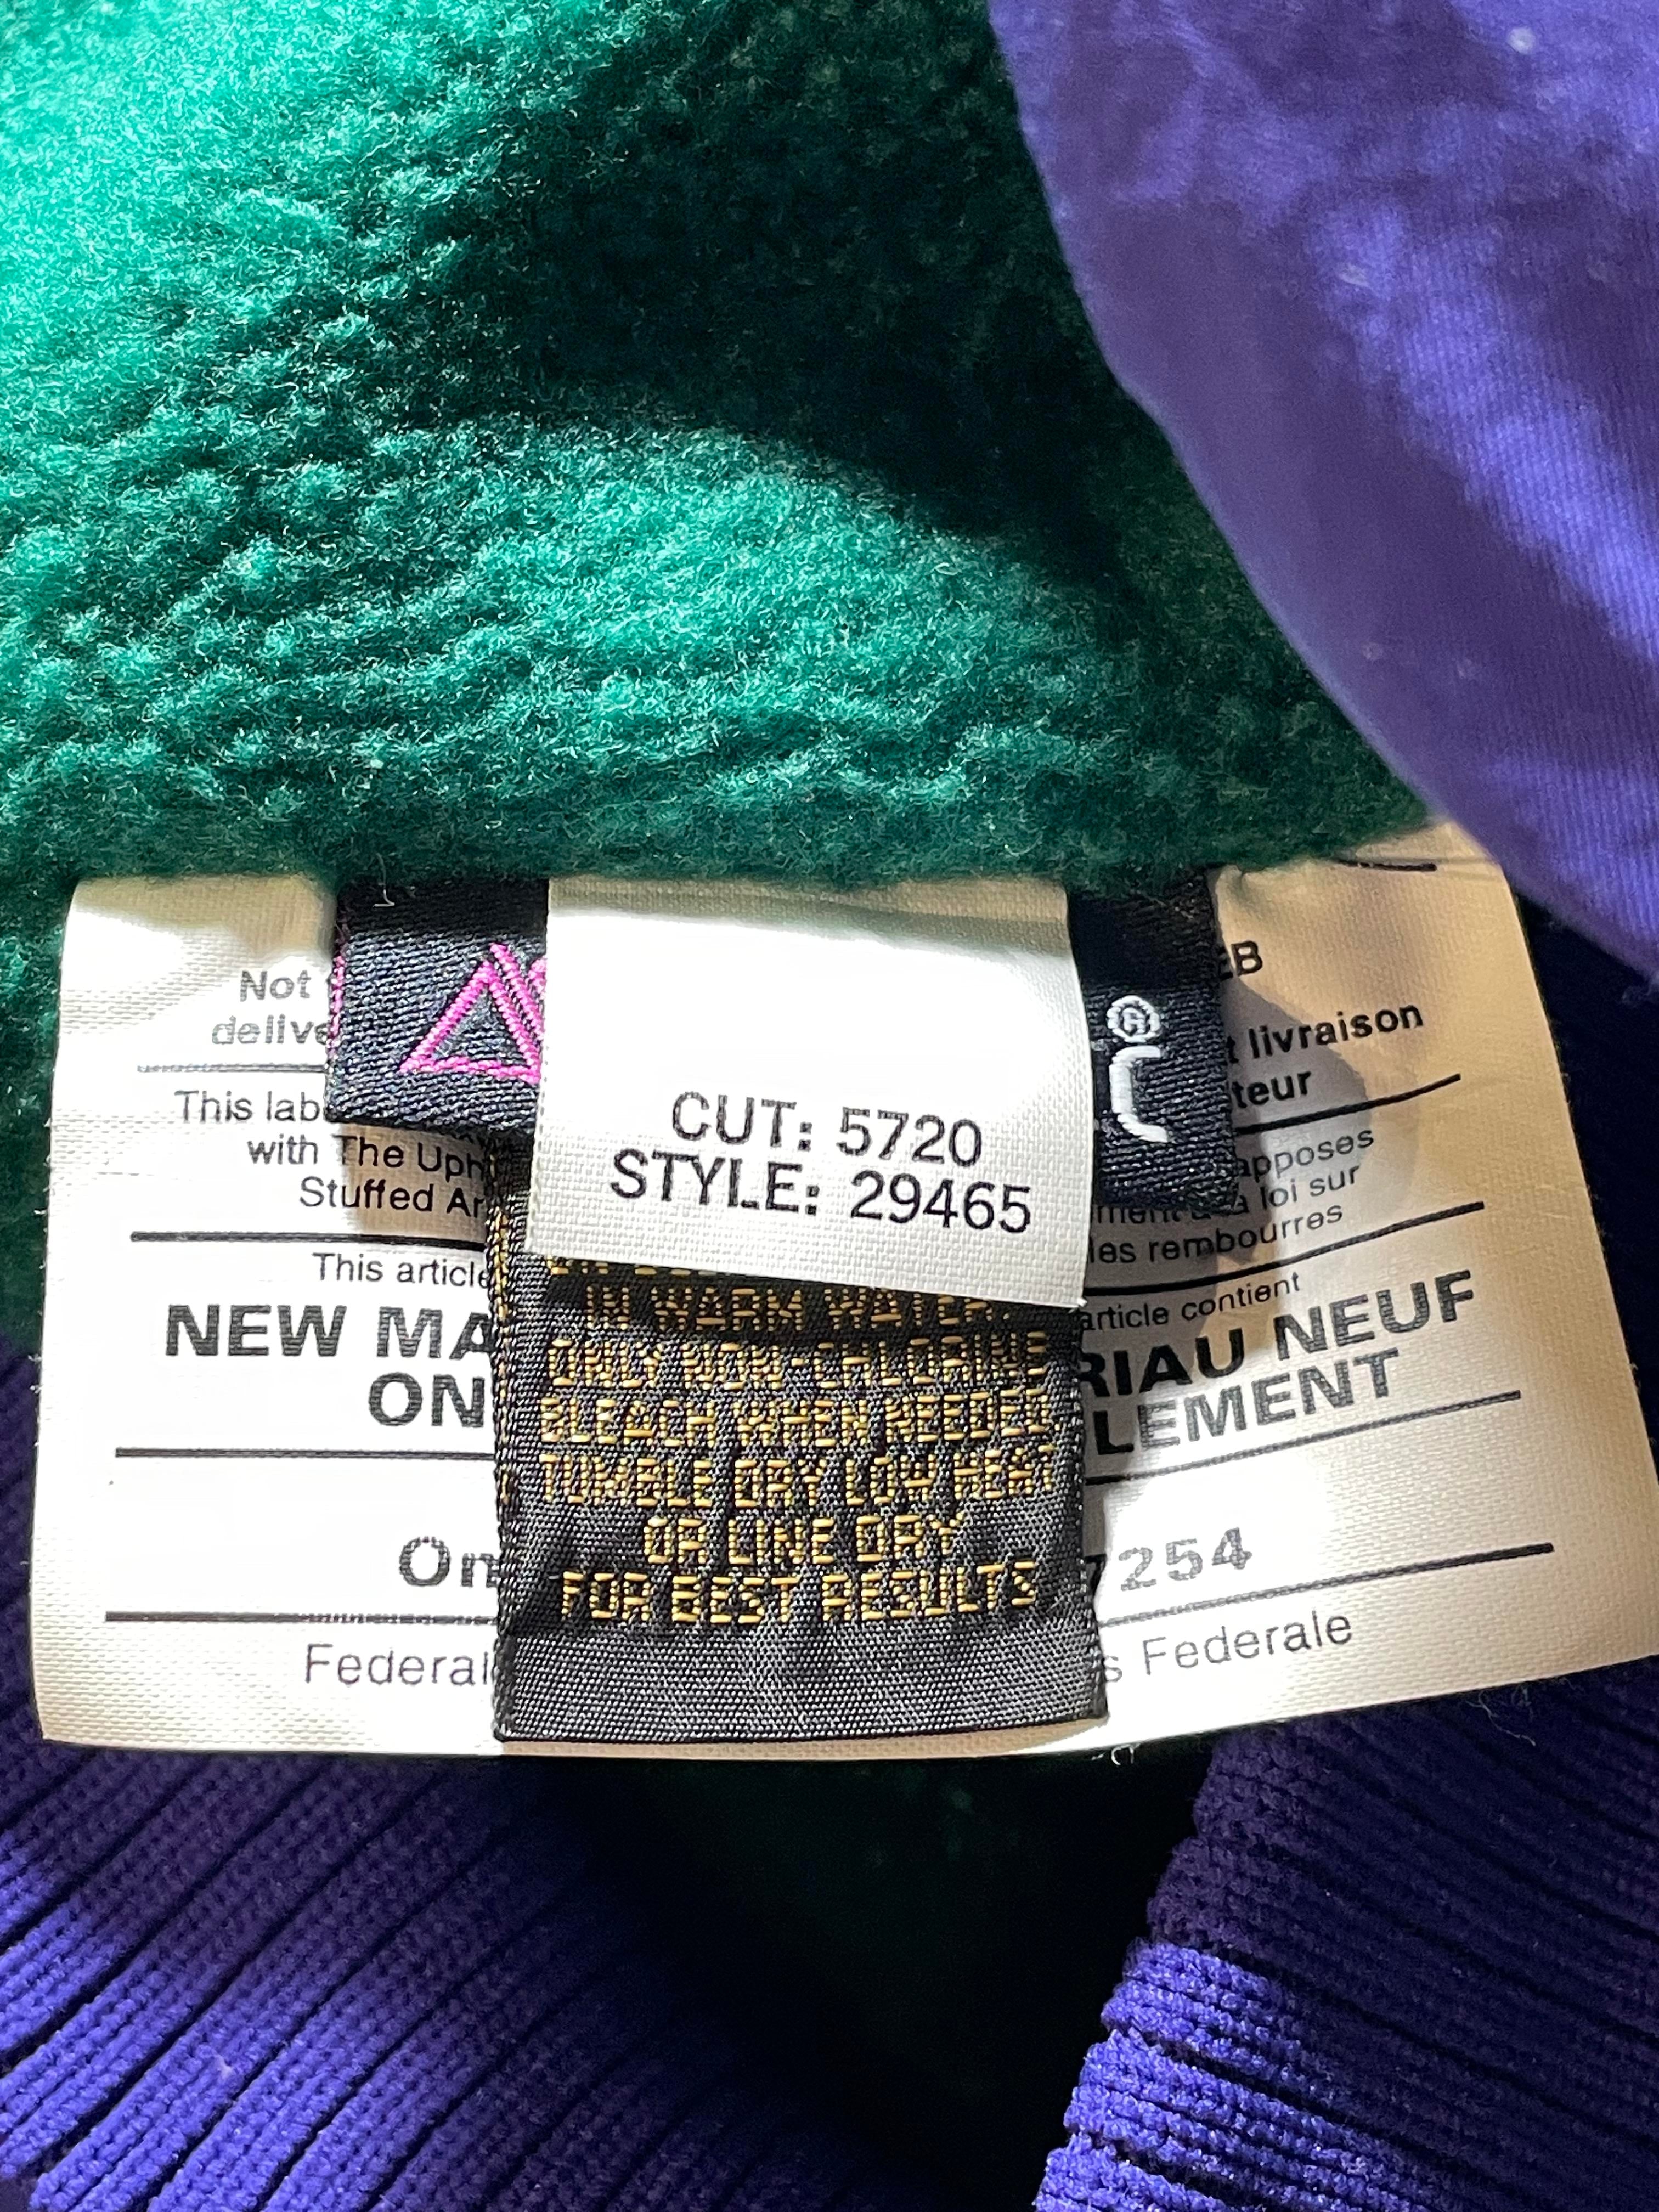 Not
delive
This lab
with The Uph
Stuffed Ar
This article
NEW MA
ON
On
Federal
®
CUT: 5720
STYLE: 29465
IN WARM WATER.
ONLY NON-CHLORINE
BLEACH WHEN NEEDED
TUMBLE DRY LOW HEAT
OR LINE DRY
FOR BEST RESULTS
EB
t livraison
teur
apposes
la loi sur
les rembourres
article contient
RIAU NEUF
LEMENT
7254
s Federale